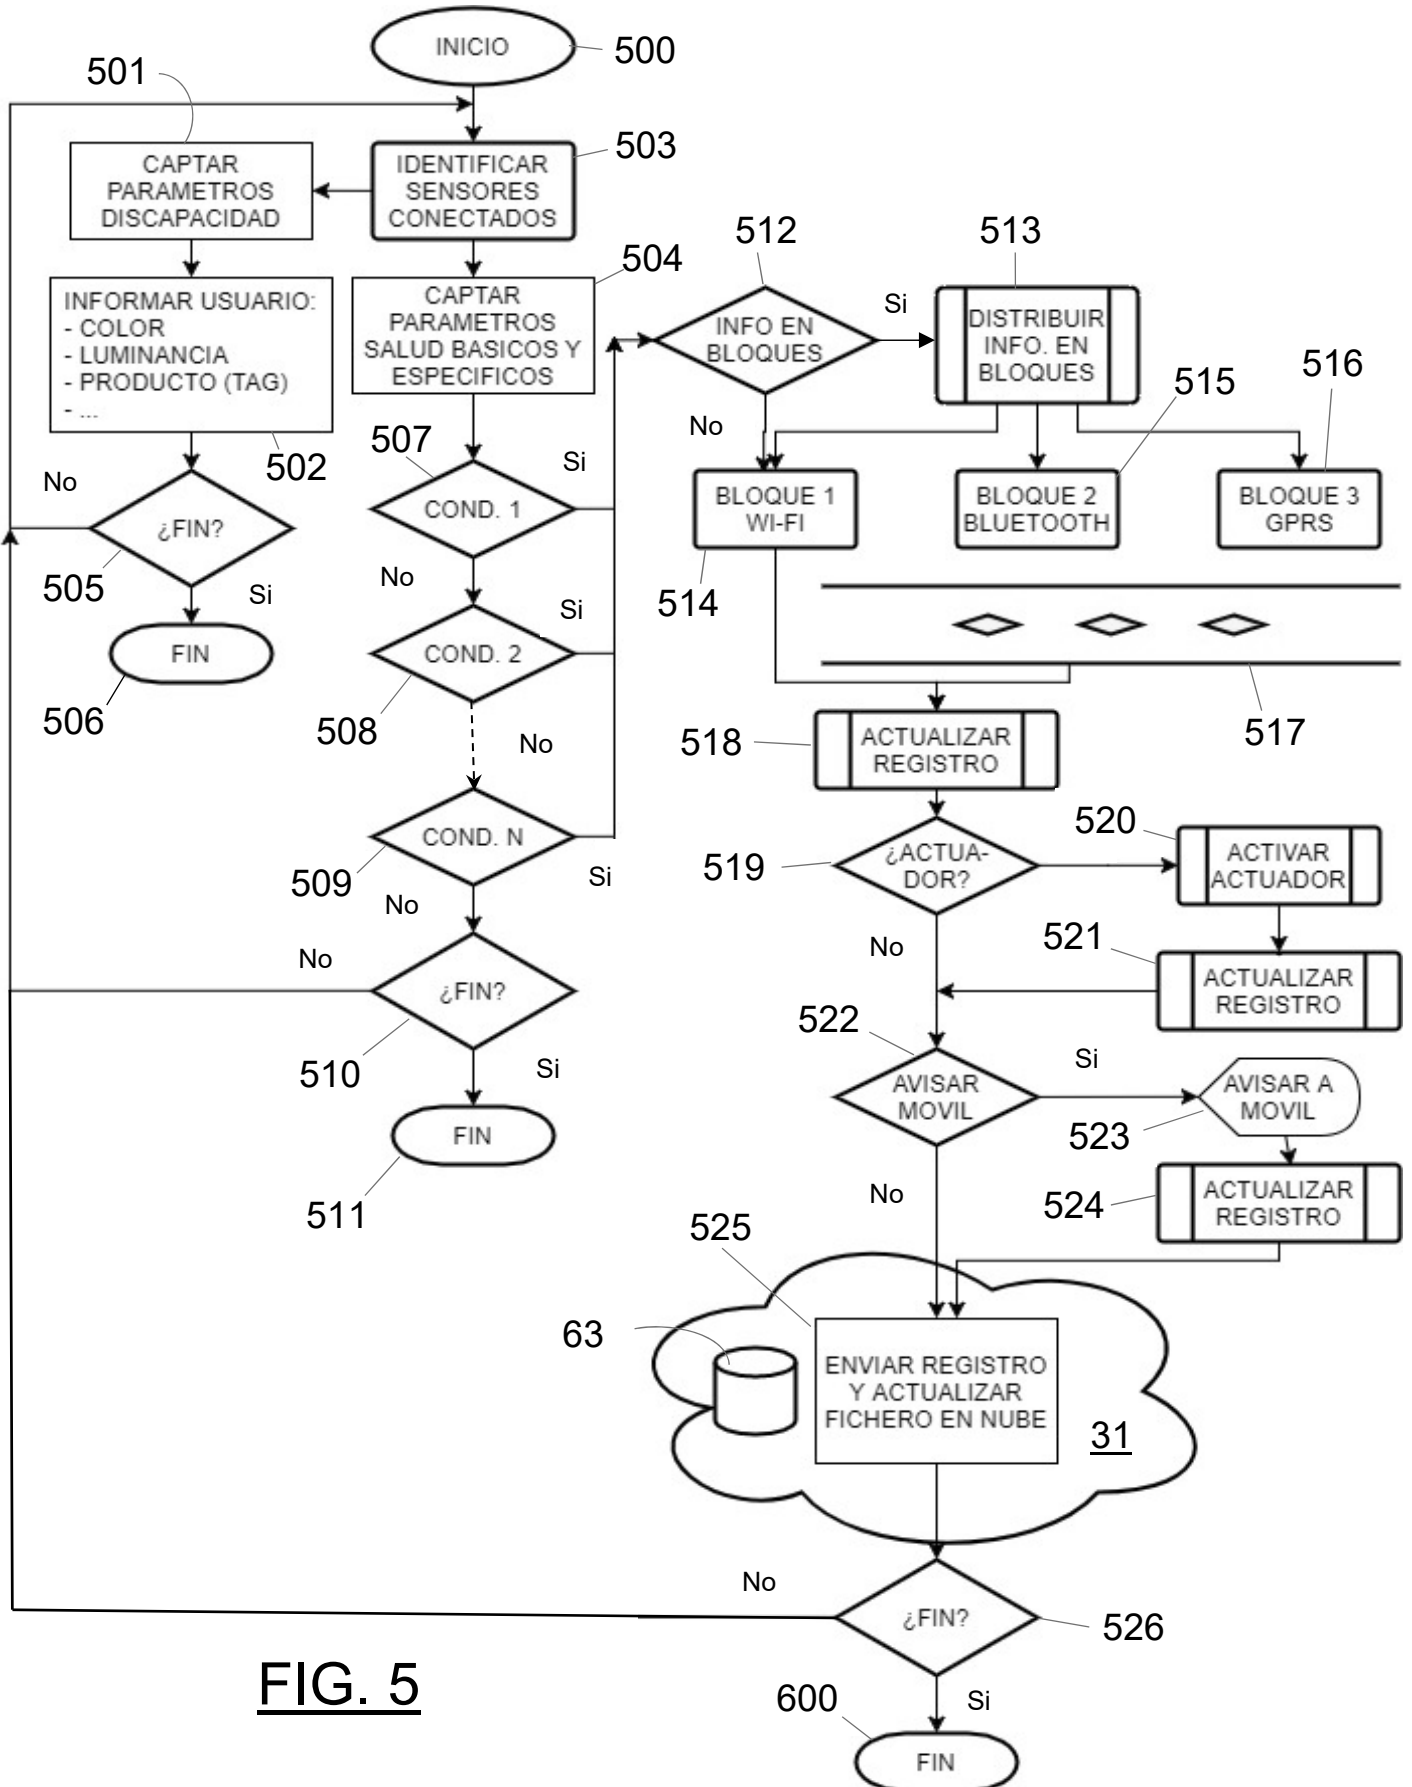 INICIO
500
501
CAPTAR
PARAMETROS
DISCAPACIDAD
IDENTIFICAR
SENSORES
CONECTADOS
503
INFORMAR USUARIO:
- COLOR
- LUMINANCIA
- PRODUCTO (TAG)
- ...
502
CAPTAR
PARAMETROS
SALUD BASICOS Y
ESPECIFICOS
504
No
¿FIN?
505
Si
FIN
506
507
COND. 1
Si
No
COND. 2
Si
508
No
COND. N
509
Si
No
No
¿FIN?
510
Si
FIN
511
512
INFO EN
BLOQUES
Si
No
513
DISTRIBUIR
INFO. EN
BLOQUES
515
516
BLOQUE 1
WI-FI
514
BLOQUE 2
BLUETOOTH
BLOQUE 3
GPRS
517
518
ACTUALIZAR
REGISTRO
519
¿ACTUA-
DOR?
520
ACTIVAR
ACTUADOR
No
521
ACTUALIZAR
REGISTRO
522
AVISAR
MOVIL
Si
AVISAR A
MOVIL
523
No
524
ACTUALIZAR
REGISTRO
525
63
ENVIAR REGISTRO
Y ACTUALIZAR
FICHERO EN NUBE
31
No
¿FIN?
526
Si
600
FIN
FIG. 5